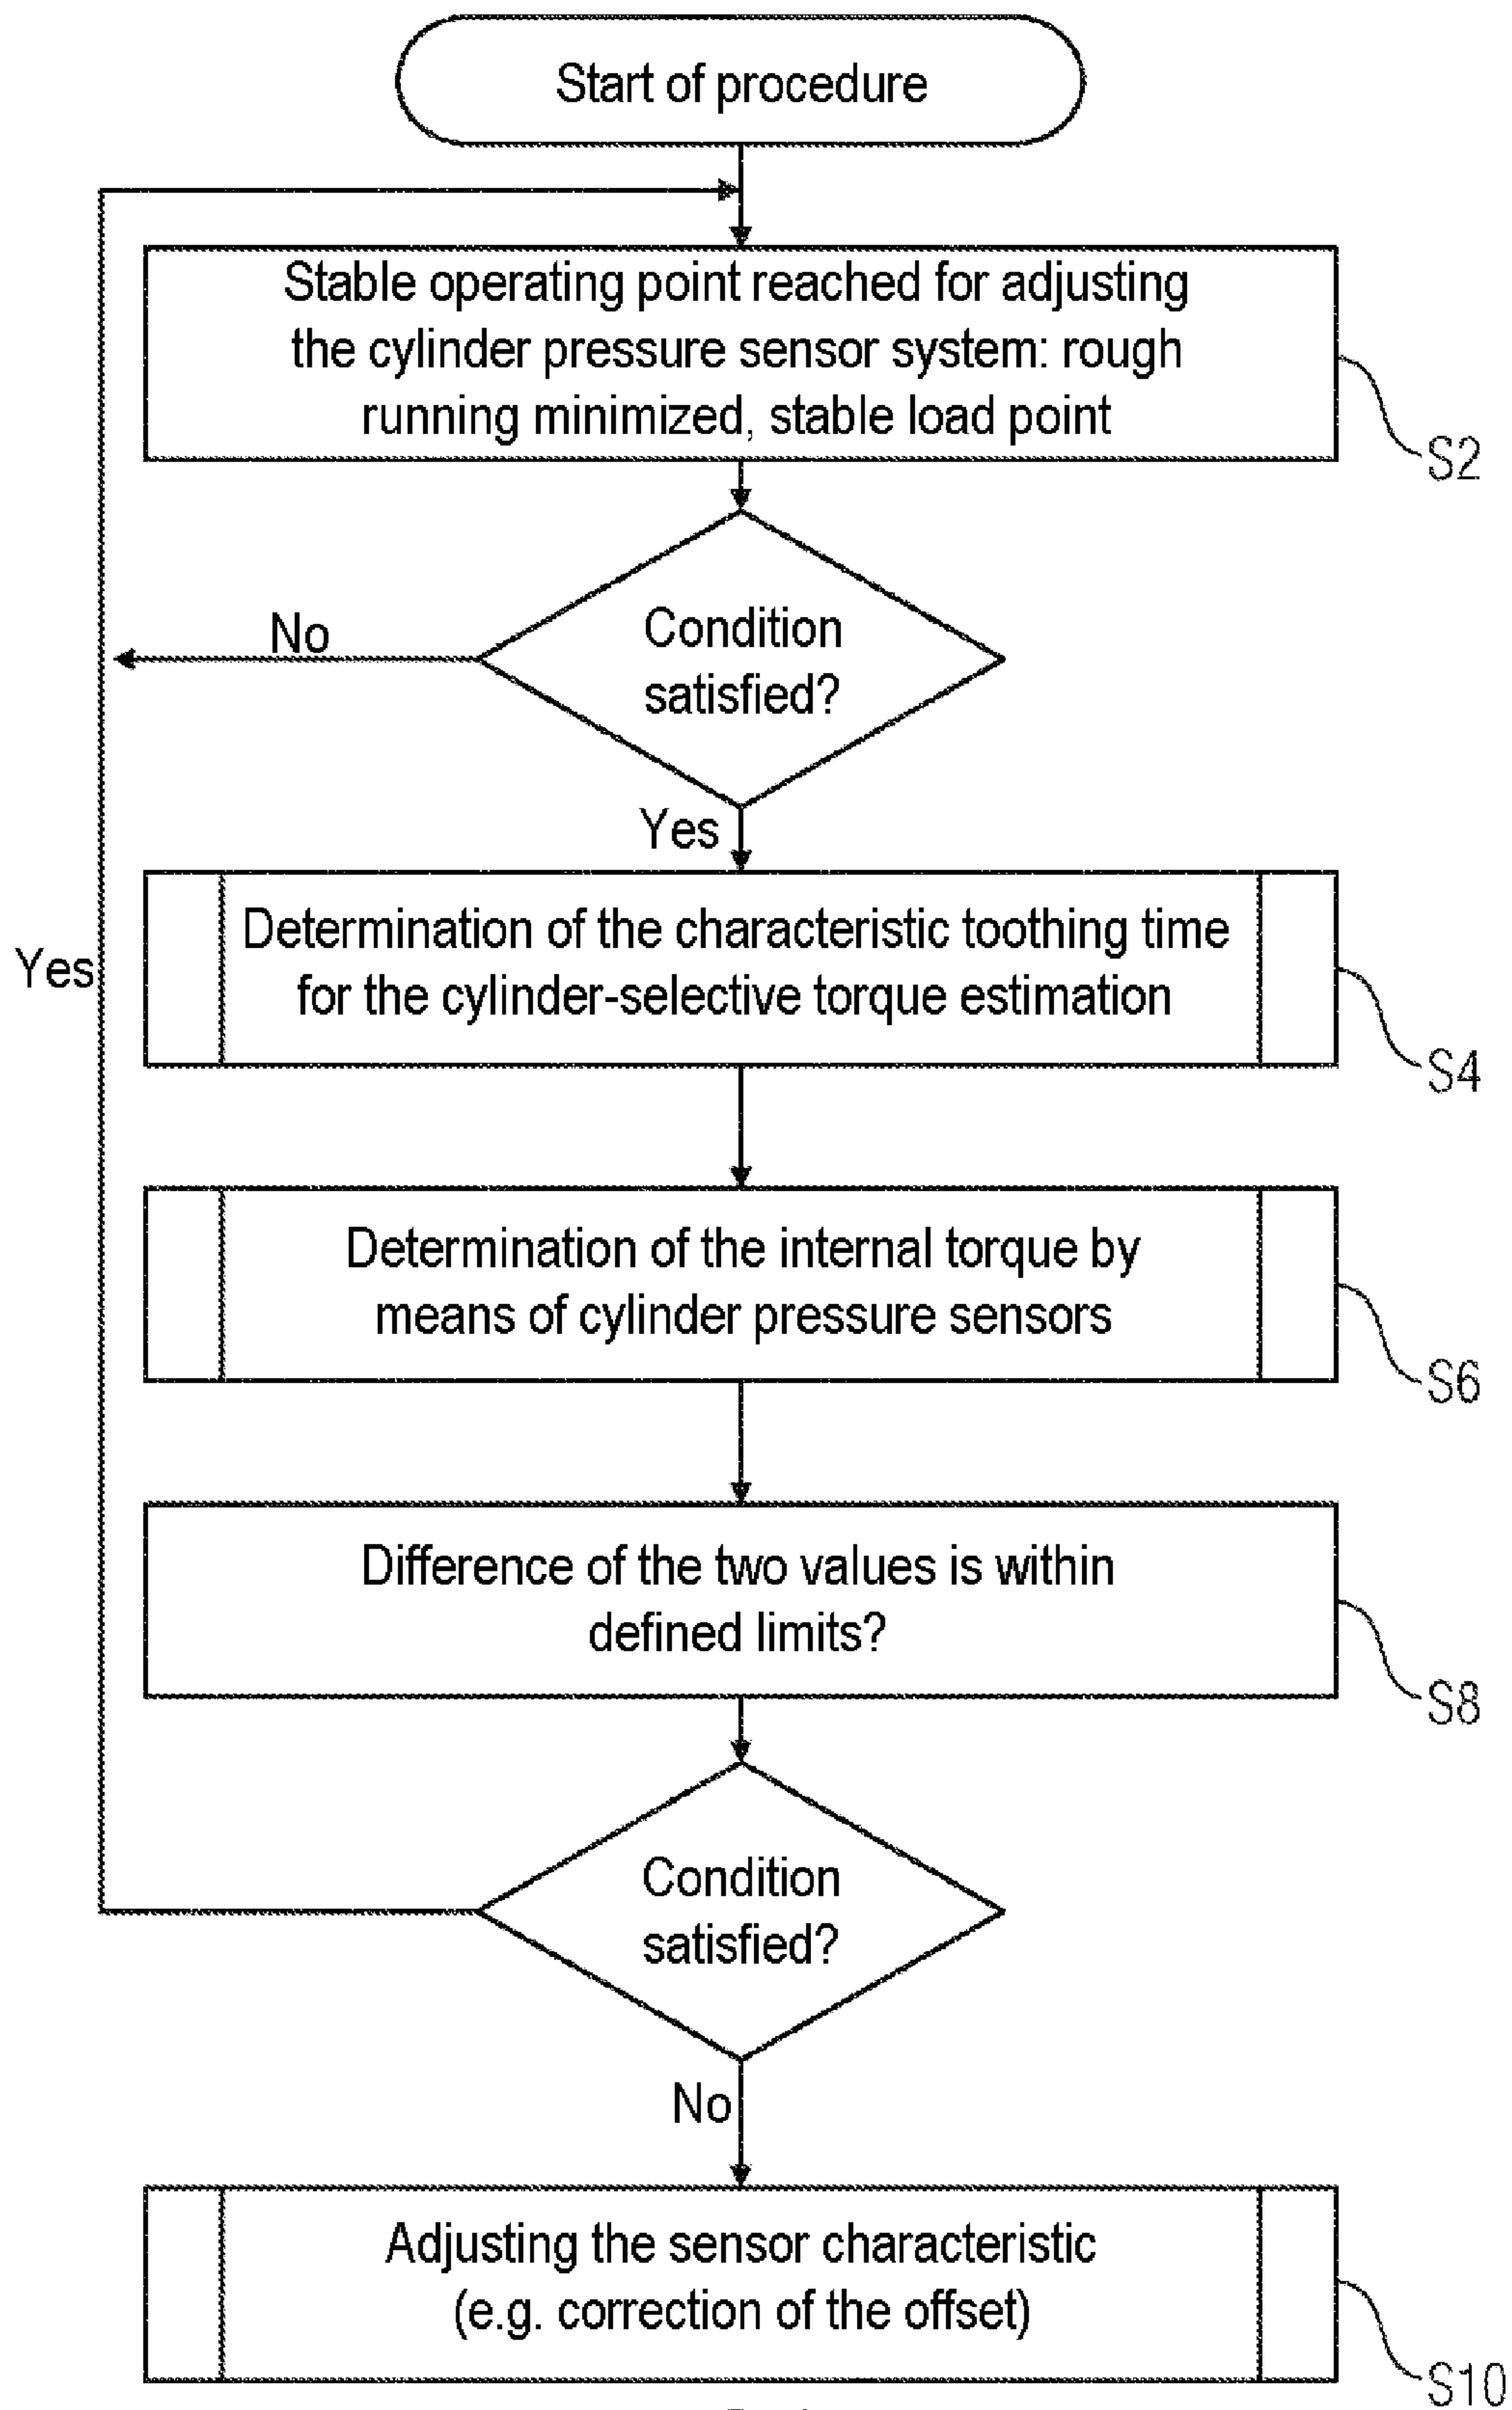 Start of procedure
Stable operating point reached for adjusting
the cylinder pressure sensor system: rough
running minimized, stable load point
S2
Condition
satisfied?
No
Yes
Determination of the characteristic toothing time
for the cylinder-selective torque estimation
S4
Yes
Determination of the internal torque by
means of cylinder pressure sensors
S6
Difference of the two values is within
defined limits?
S8
Condition
satisfied?
No
Adjusting the sensor characteristic
(e.g. correction of the offset)
S10